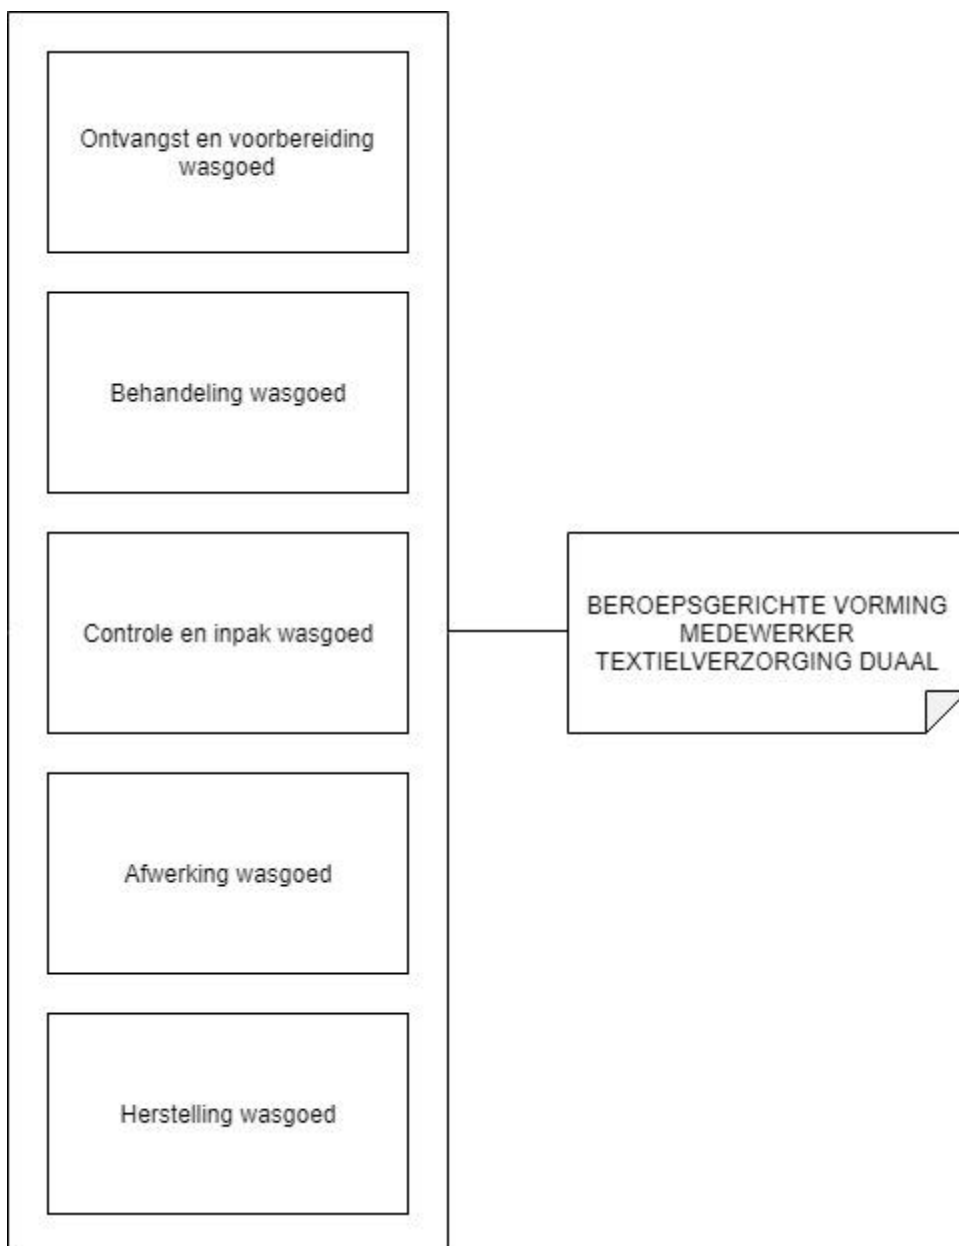 Ontvangst en voorbereiding
wasgoed
Behandeling wasgoed
Controle en inpak wasgoed
Afwerking wasgoed
Herstelling wasgoed
BEROEPSGERICHTE VORMING
MEDEWERKER
TEXTIELVERZORGING DUAAL